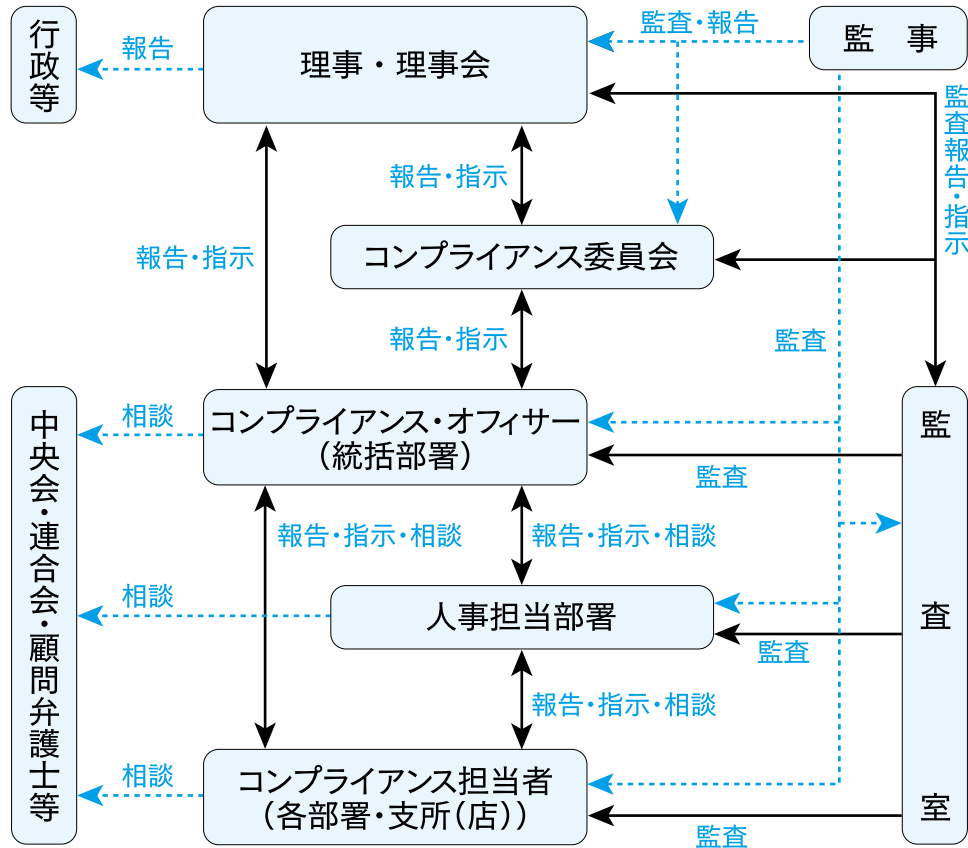 行政等
報告
理事・理事会
監査・報告
監　事
監査報告・指示
報告・指示
報告・指示
コンプライアンス委員会
報告・指示
監査
中央会・連合会・顧問弁護士等
相談
コンプライアンス・オフィサー
（統括部署）
監査室
監査
報告・指示・相談
報告・指示・相談
相談
人事担当部署
監査
報告・指示・相談
相談
コンプライアンス担当者
（各部署・支所（店））
監査